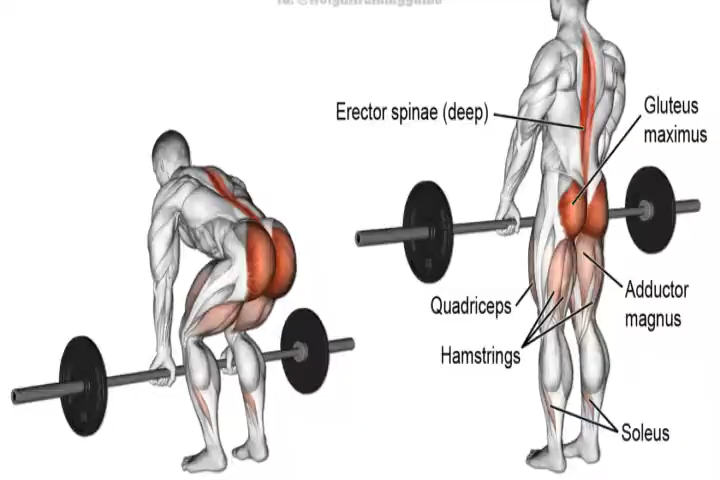 Erector spinae (deep)
Gluteus
maximus
Quadriceps
Adductor
magnus
Hamstrings
Soleus